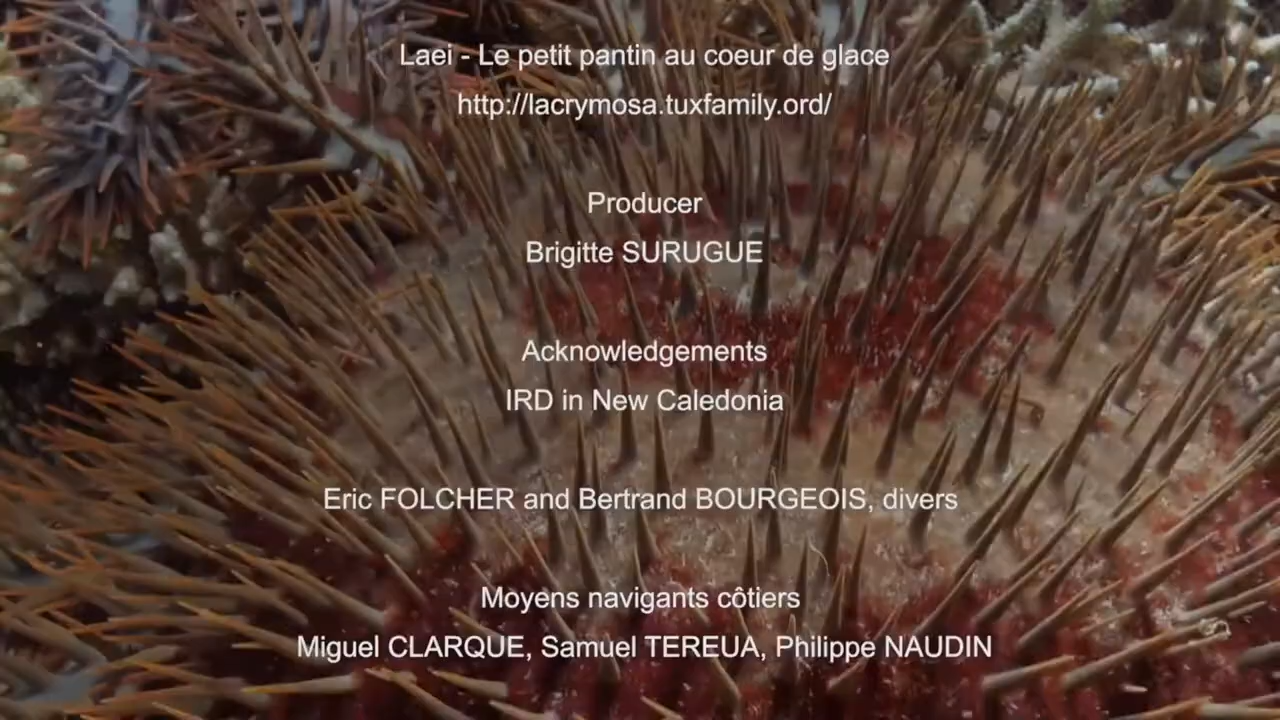 Laei - Le petit pantin au coeur de glace
http://lacrymosa.tuxfamily.ord/
Producer
Brigitte SURUGUE
Acknowledgements
IRD in New Caledonia
Eric FOLCHER and Bertrand BOURGEOIS, divers
Moyens navigants côtiers
Miguel CLARQUE, Samuel TEREUA, Philippe NAUDIN